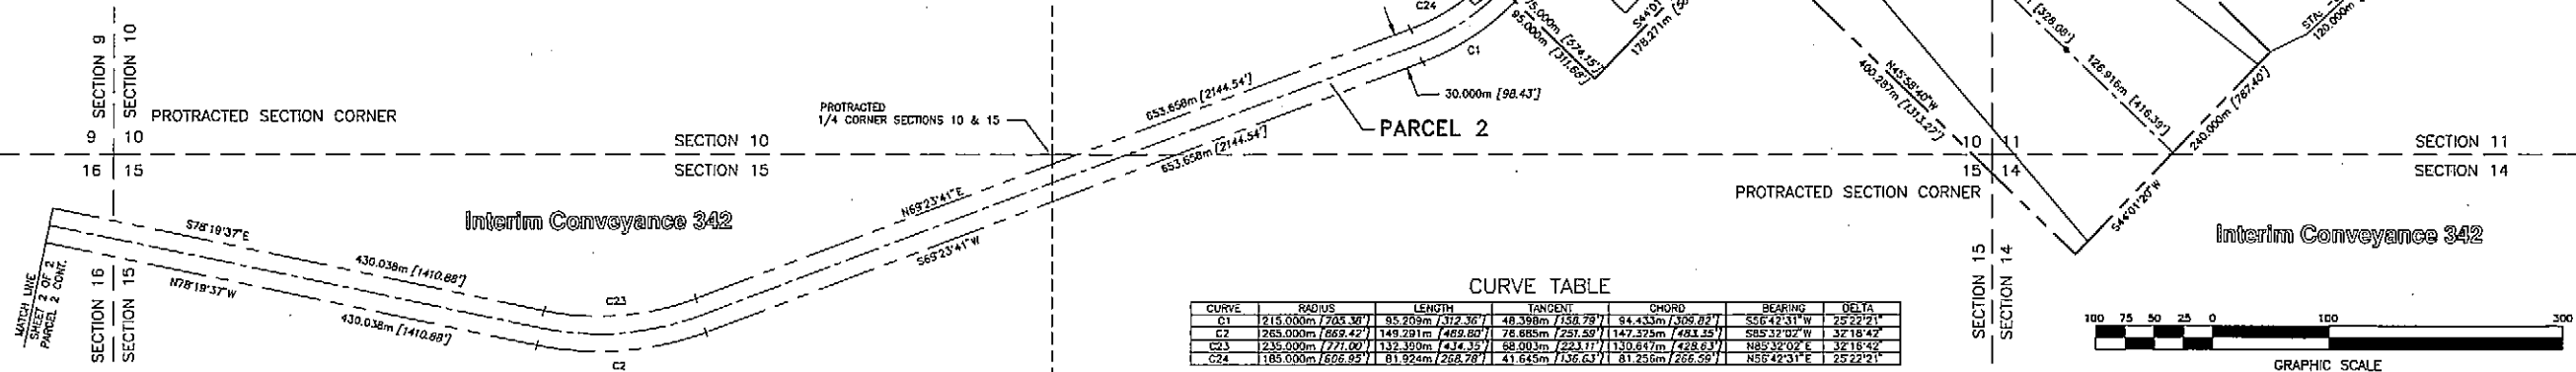 SECTION 9
SECTION 10
PROTRACTED SECTION CORNER
9
10
16
15
SECTION 10
SECTION 15
PROTRACTED
1/4 CORNER SECTIONS 10 & 15
653.658m [2144.54']
653.658m [2144.54']
C24
C1
30.000m [98.43']
PARCEL 2
95.000m [311.68']
N45°58'40"W
400.287m [1313.27']
[328.08']
126.916m [416.39']
240.000m [787.40']
120.000m
10
11
15
14
SECTION 11
SECTION 14
PROTRACTED SECTION CORNER
S44°01'20"W
Interim Conveyance 342
Interim Conveyance 342
N69°23'41"E
S69°23'41"W
S78°19'37"E
430.038m [1410.88']
N78°19'37"W
430.038m [1410.88']
C23
C2
MATCH LINE
SHEET 2 OF 2
PARCEL 2 CONT.
SECTION 16
SECTION 15
SECTION 15
SECTION 14
CURVE TABLE
CURVE RADIUS LENGTH TANGENT CHORD BEARING DELTA
C1 215.000m [705.38'] 95.209m [312.36'] 48.398m [158.79'] 94.433m [309.82'] S56°42'31"W 25°22'21"
C2 265.000m [869.42'] 149.291m [489.80'] 76.685m [251.59'] 147.325m [483.35'] S85°32'02"W 32°16'42"
C23 235.000m [771.00'] 132.390m [434.35'] 68.003m [223.11'] 130.647m [428.63'] N85°32'02"E 32°16'42"
C24 185.000m [606.95'] 81.924m [268.78'] 41.645m [136.63'] 81.256m [266.59'] N56°42'31"E 25°22'21"
100 75 50 25 0 100 300
GRAPHIC SCALE